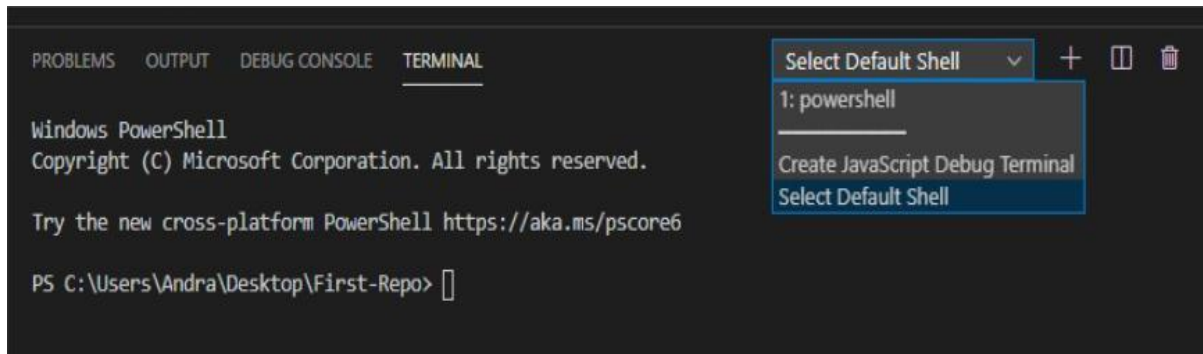 PROBLEMS OUTPUT DEBUG CONSOLE TERMINAL
Select Default Shell
1: powershell
Create JavaScript Debug Terminal
Select Default Shell
Windows PowerShell
Copyright (C) Microsoft Corporation. All rights reserved.
Try the new cross-platform PowerShell https://aka.ms/pscore6
PS C:\Users\Andra\Desktop\First-Repo>